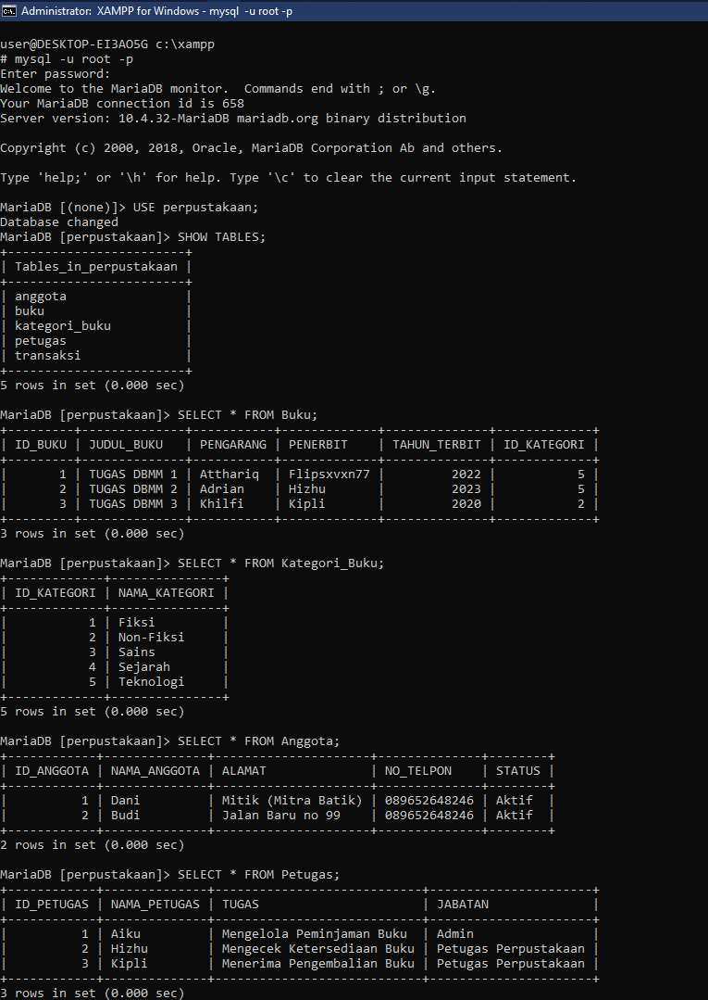 Administrator: XAMPP for Windows - mysql -u root -p
user@DESKTOP-EI3AO5G c:\xampp
# mysql -u root -p
Enter password:
Welcome to the MariaDB monitor.  Commands end with ; or \g.
Your MariaDB connection id is 658
Server version: 10.4.32-MariaDB mariadb.org binary distribution
Copyright (c) 2000, 2018, Oracle, MariaDB Corporation Ab and others.
Type 'help;' or '\h' for help. Type '\c' to clear the current input statement.
MariaDB [(none)]> USE perpustakaan;
Database changed
MariaDB [perpustakaan]> SHOW TABLES;
+------------------------+
| Tables_in_perpustakaan |
+------------------------+
| anggota                |
| buku                   |
| kategori_buku          |
| petugas                |
| transaksi              |
+------------------------+
5 rows in set (0.000 sec)
MariaDB [perpustakaan]> SELECT * FROM Buku;
+---------+--------------+-----------+-------------+--------------+-------------+
| ID_BUKU | JUDUL_BUKU   | PENGARANG | PENERBIT    | TAHUN_TERBIT | ID_KATEGORI |
+---------+--------------+-----------+-------------+--------------+-------------+
|       1 | TUGAS DBMM 1 | Atthariq  | Flipsxvxn77 |         2022 |           5 |
|       2 | TUGAS DBMM 2 | Adrian    | Hizhu       |         2023 |           5 |
|       3 | TUGAS DBMM 3 | Khilfi    | Kipli       |         2020 |           2 |
+---------+--------------+-----------+-------------+--------------+-------------+
3 rows in set (0.000 sec)
MariaDB [perpustakaan]> SELECT * FROM Kategori_Buku;
+-------------+---------------+
| ID_KATEGORI | NAMA_KATEGORI |
+-------------+---------------+
|           1 | Fiksi         |
|           2 | Non-Fiksi     |
|           3 | Sains         |
|           4 | Sejarah       |
|           5 | Teknologi     |
+-------------+---------------+
5 rows in set (0.000 sec)
MariaDB [perpustakaan]> SELECT * FROM Anggota;
+------------+--------------+---------------------+--------------+--------+
| ID_ANGGOTA | NAMA_ANGGOTA | ALAMAT              | NO_TELPON    | STATUS |
+------------+--------------+---------------------+--------------+--------+
|          1 | Dani         | Mitik (Mitra Batik) | 089652648246 | Aktif  |
|          2 | Budi         | Jalan Baru no 99    | 089652648246 | Aktif  |
+------------+--------------+---------------------+--------------+--------+
2 rows in set (0.000 sec)
MariaDB [perpustakaan]> SELECT * FROM Petugas;
+------------+--------------+----------------------------+----------------------+
| ID_PETUGAS | NAMA_PETUGAS | TUGAS                      | JABATAN              |
+------------+--------------+----------------------------+----------------------+
|          1 | Aiku         | Mengelola Peminjaman Buku  | Admin                |
|          2 | Hizhu        | Mengecek Ketersediaan Buku | Petugas Perpustakaan |
|          3 | Kipli        | Menerima Pengembalian Buku | Petugas Perpustakaan |
+------------+--------------+----------------------------+----------------------+
3 rows in set (0.000 sec)